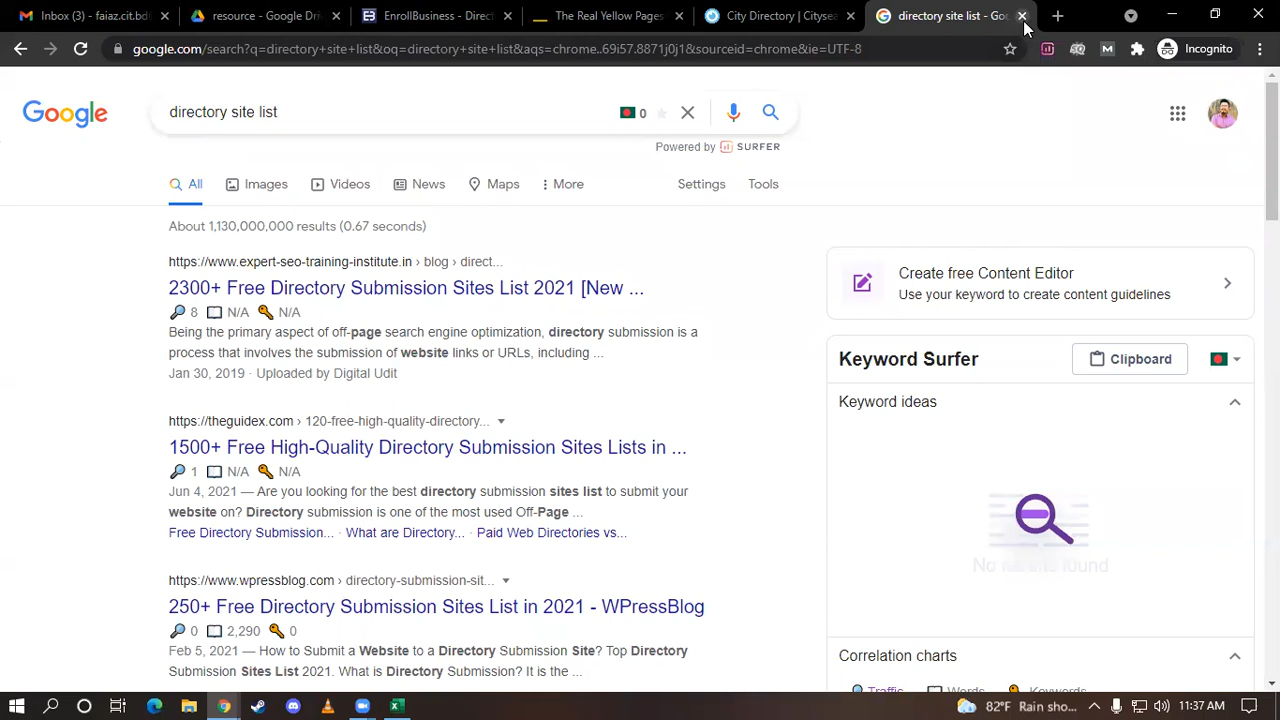 Inbox (3) - faiaz.cit.bd
resource - Google Dri
EnrollBusiness - Direct
The Real Yellow Pages
City Directory | Citysea
directory site list - Goo
google.com/search?q=directory+site+list&oq=directory+site+list&aqs=chrome..69i57.8871j0j1&sourceid=chrome&ie=UTF-8
Incognito
Google
directory site list
0
Powered by SURFER
All
Images
Videos
News
Maps
More
Settings
Tools
About 1,130,000,000 results (0.67 seconds)
https://www.expert-seo-training-institute.in › blog › direct...
2300+ Free Directory Submission Sites List 2021 [New ...
8 N/A N/A
Being the primary aspect of off-page search engine optimization, directory submission is a
process that involves the submission of website links or URLs, including ...
Jan 30, 2019 · Uploaded by Digital Udit
https://theguidex.com › 120-free-high-quality-directory...
1500+ Free High-Quality Directory Submission Sites Lists in ...
1 N/A N/A
Jun 4, 2021 — Are you looking for the best directory submission sites list to submit your
website on? Directory submission is one of the most used Off-Page ...
Free Directory Submission... · What are Directory... · Paid Web Directories vs...
https://www.wpressblog.com › directory-submission-sit...
250+ Free Directory Submission Sites List in 2021 - WPressBlog
0 2,290 0
Feb 5, 2021 — How to Submit a Website to a Directory Submission Site? Top Directory
Submission Sites List 2021. What is Directory Submission? It is the ...
Create free Content Editor
Use your keyword to create content guidelines
Keyword Surfer
Clipboard
Keyword ideas
No results found
Correlation charts
Traffic Words Keywords
82°F Rain sho...
11:37 AM